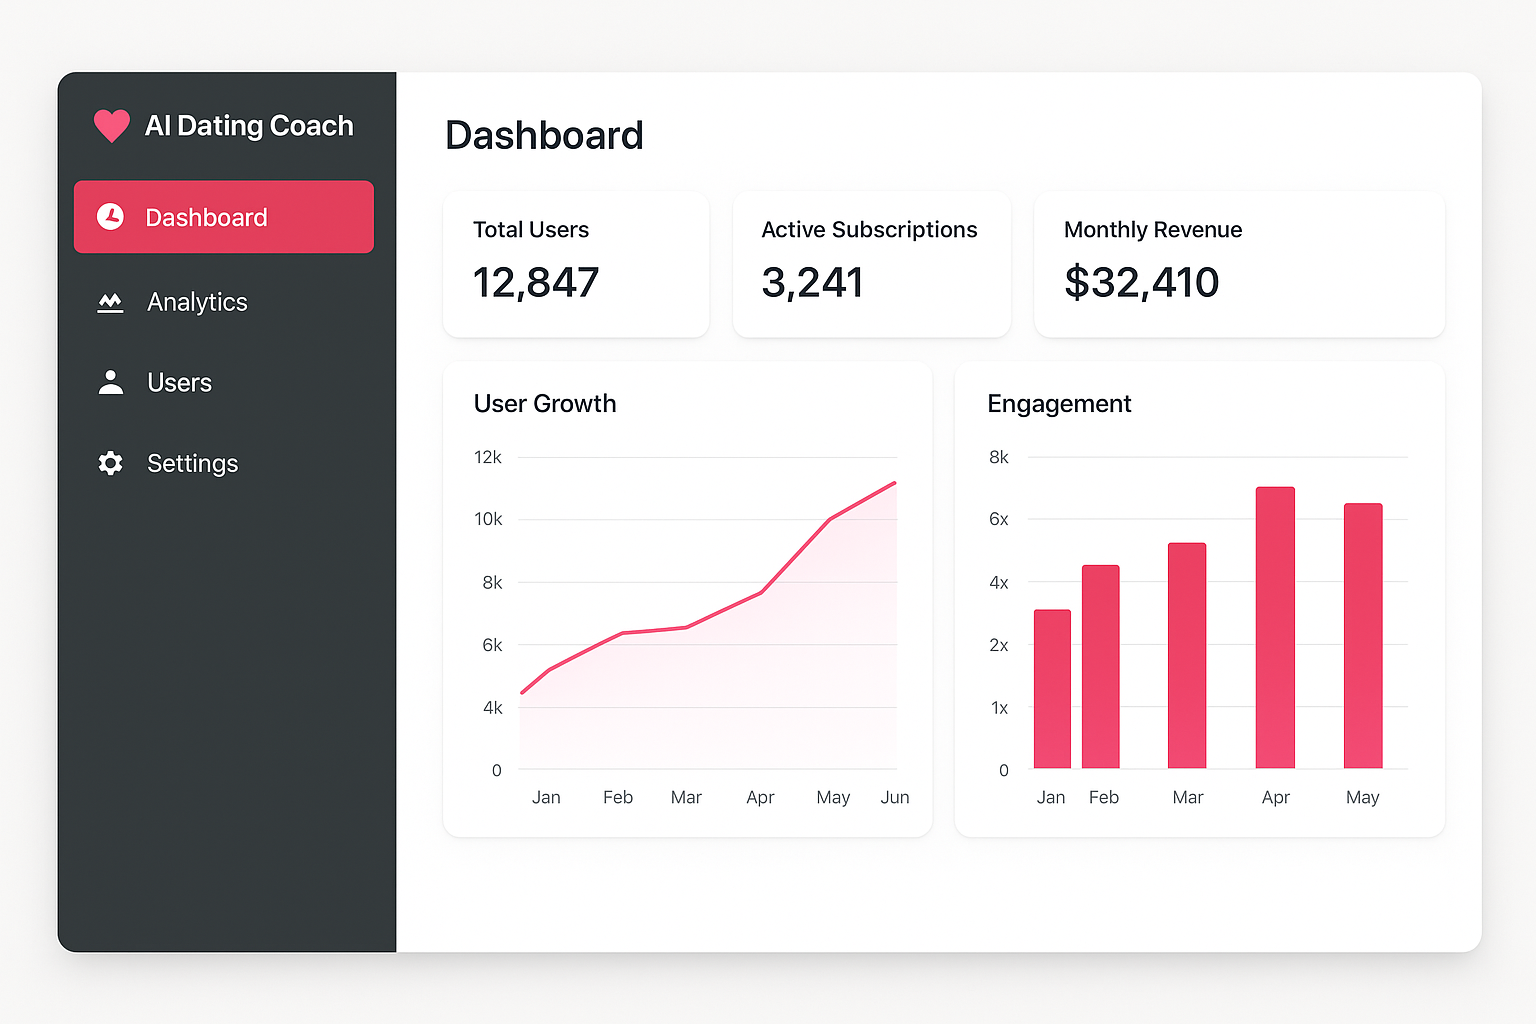 AI Dating Coach
Dashboard
Analytics
Users
Settings
Dashboard
Total Users
12,847
Active Subscriptions
3,241
Monthly Revenue
$32,410
User Growth
12k
10k
8k
6k
4k
0
Jan Feb Mar Apr May Jun
Engagement
8k
6x
4x
2x
1x
0
Jan Feb Mar Apr May